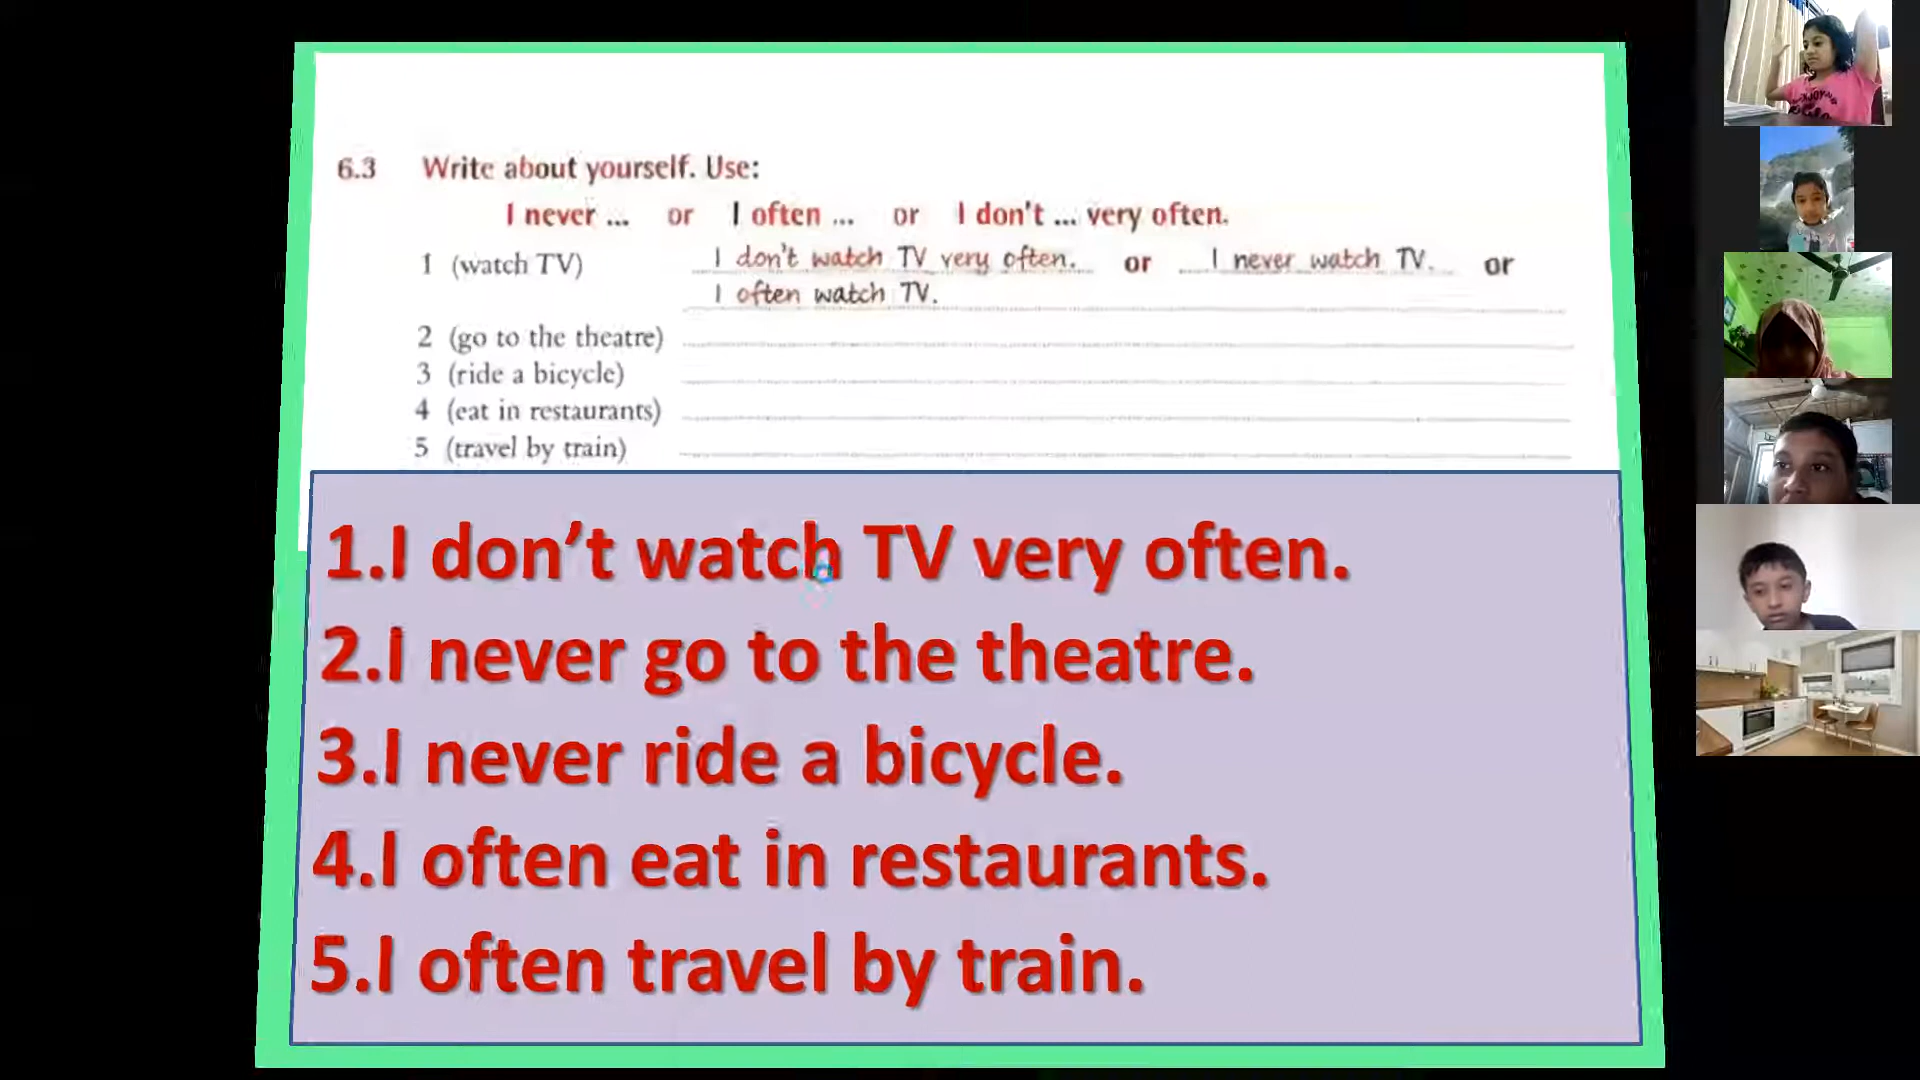 6.3 Write about yourself. Use:
I never ... or I often ... or I don't ... very often.
1 (watch TV) I don't watch TV very often. or I never watch TV. or
I often watch TV.
2 (go to the theatre)
3 (ride a bicycle)
4 (eat in restaurants)
5 (travel by train)
1.I don’t watch TV very often.
2.I never go to the theatre.
3.I never ride a bicycle.
4.I often eat in restaurants.
5.I often travel by train.